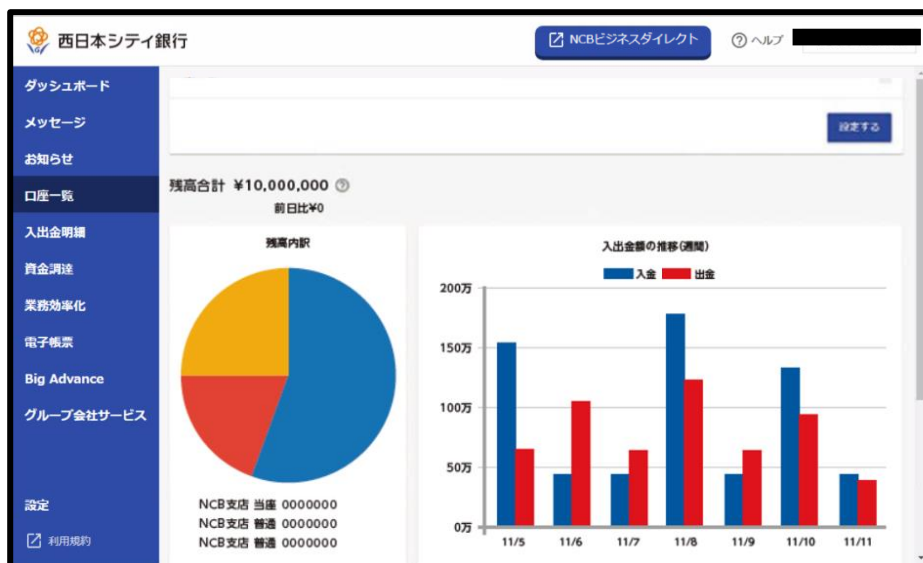 西日本シティ銀行
NCBビジネスダイレクト
ヘルプ
ダッシュボード
メッセージ
お知らせ
口座一覧
入出金明細
資金調達
業務効率化
電子帳票
Big Advance
グループ会社サービス
設定
利用規約
設定する
残高合計 ¥10,000,000
前日比¥0
残高内訳
NCB支店 当座 0000000
NCB支店 普通 0000000
NCB支店 普通 0000000
入出金額の推移(週間)
入金 出金
200万
150万
100万
50万
0万
11/5 11/6 11/7 11/8 11/9 11/10 11/11